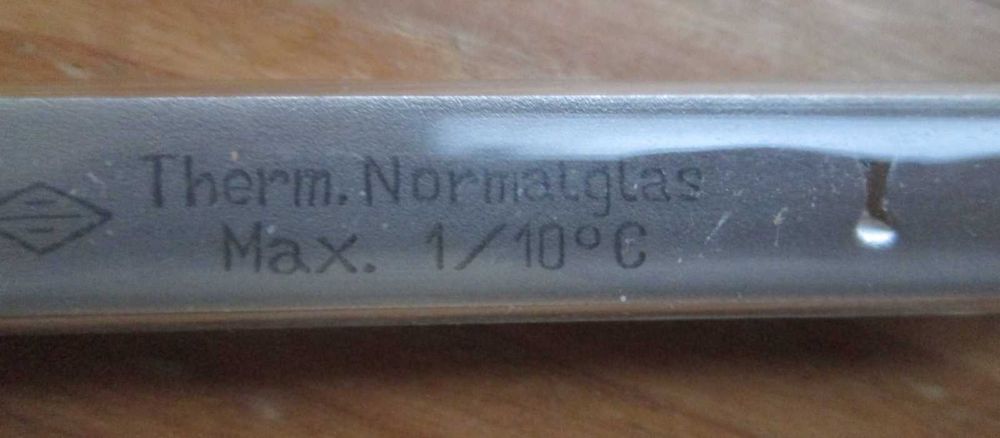 Therm. Normalglas
Max. 1/10°C